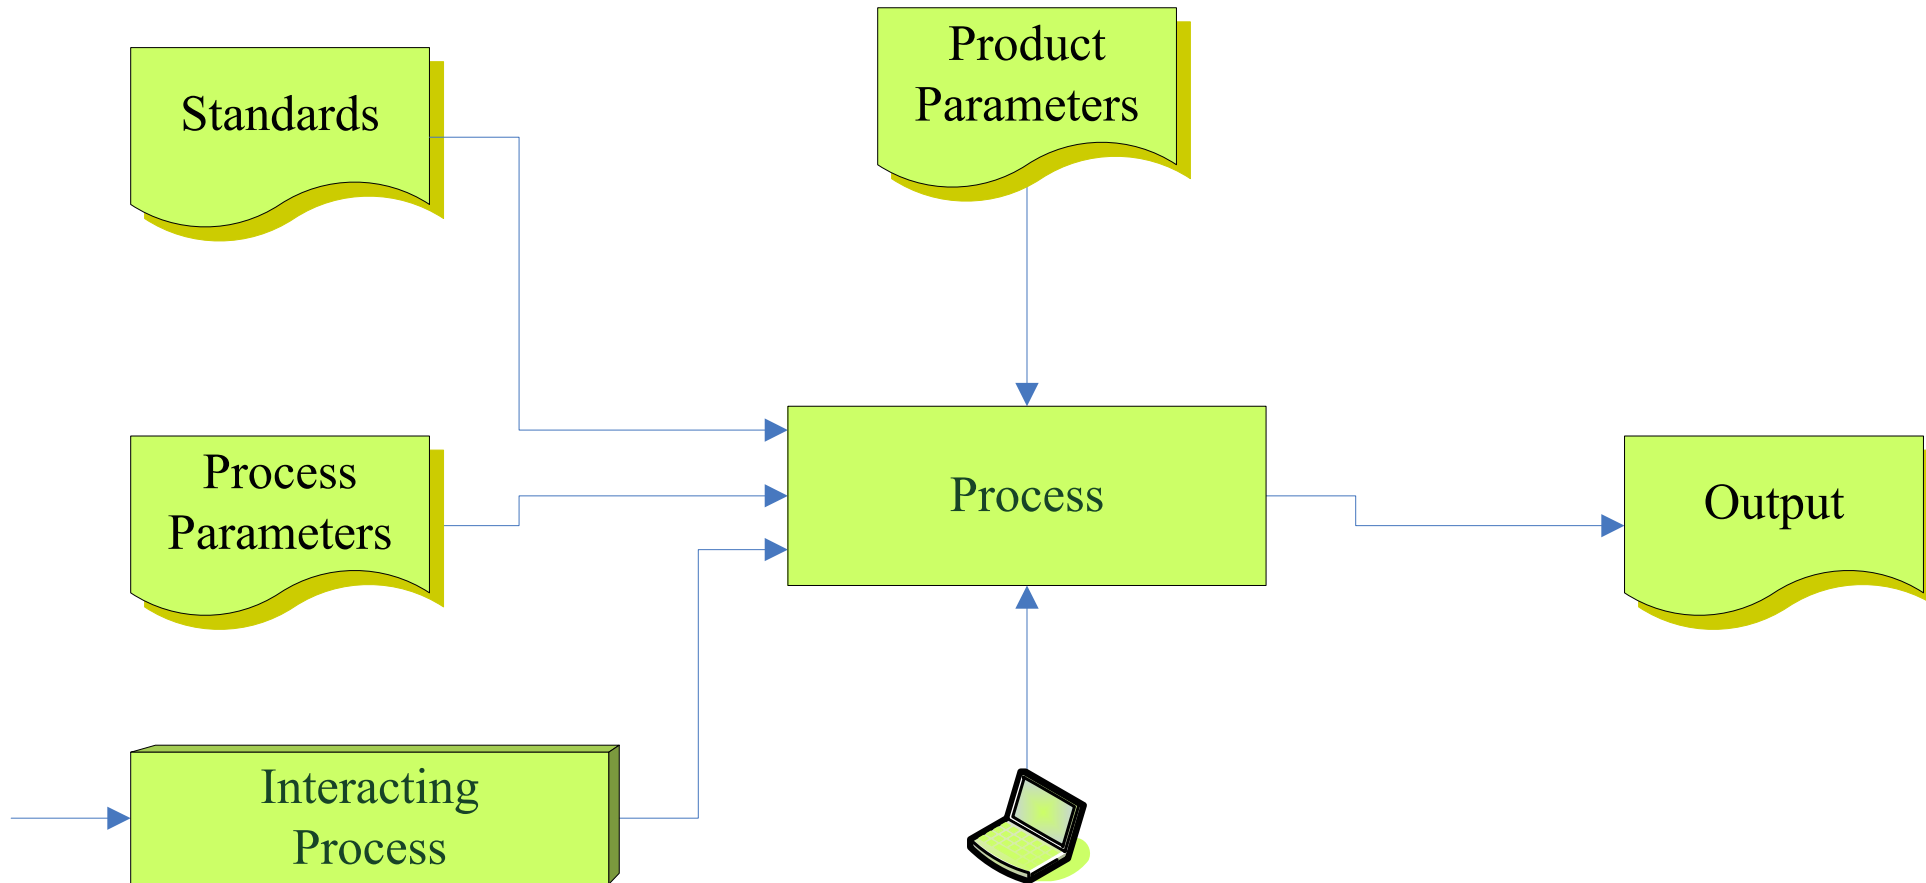 Standards
Product
Parameters
Process
Parameters
Process
Output
Interacting
Process